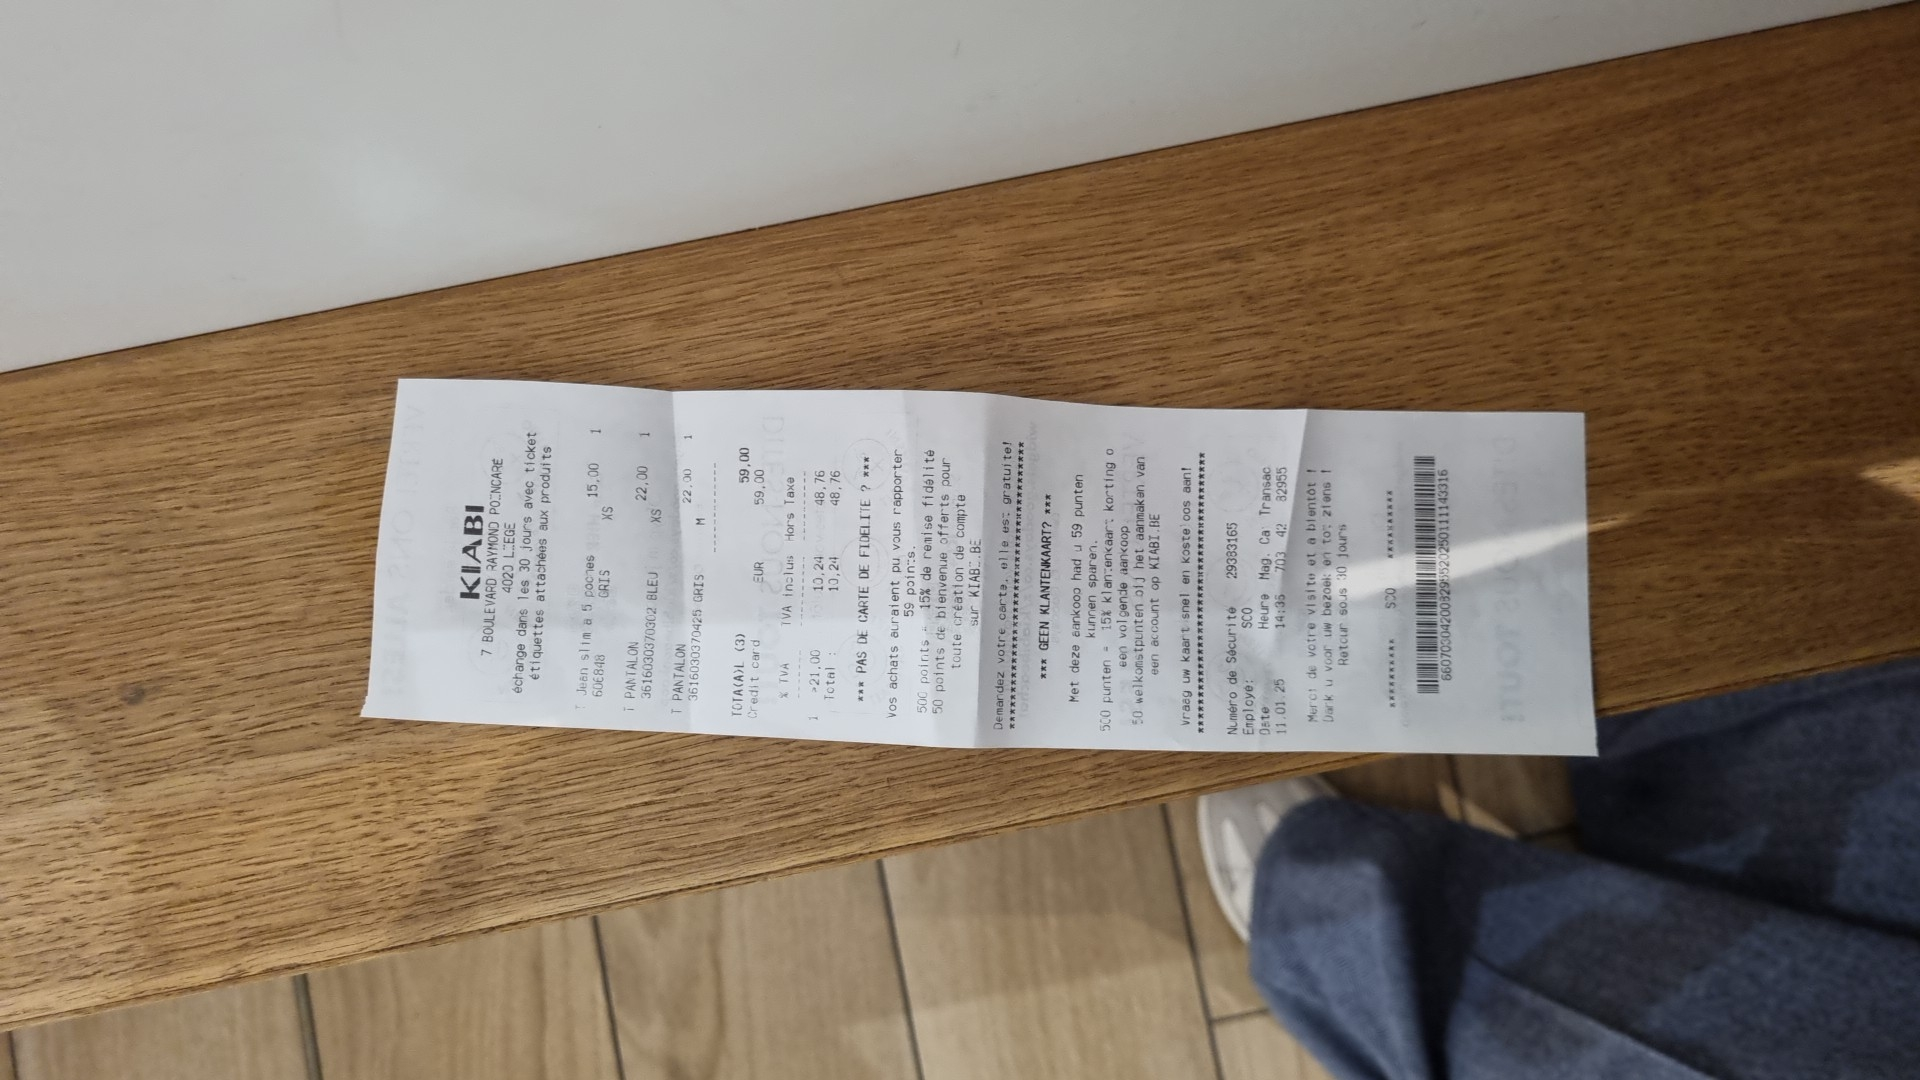 KIABI
7 BOULEVARD RAYMOND POINCARE
4020 LIEGE
échange dans les 30 jours avec ticket
étiquettes attachées aux produits
T Jean slim à 5 poches 15,00 1
60E848 GRIS XS
T PANTALON 22,00 1
3616030370302 BLEU XS
T PANTALON 22,00 1
3616030370425 GRIS M
TOTA(A)L (3) 59,00
Credit card EUR 59,00
% TVA TVA inclus Hors Taxe
1 >21,00 10,24 48,76
Total : 10,24 48,76
*** PAS DE CARTE DE FIDELITE ? ***
Vos achats auraient pu vous rapporter
59 points.
500 points = 15% de remise fidélité
50 points de bienvenue offerts pour
toute création de compte
sur KIABI.BE
Demandez votre carte, elle est gratuite!
*** GEEN KLANTENKAART? **
Met deze aankoop had u 59 punten
kunnen sparen.
500 punten = 15% klantenkaart korting o
een volgende aankoop
50 welkomstpunten bij het aanmaken van
een account op KIABI.BE
Vraag uw kaart snel en kosteloos aan!
Numéro de Sécurité 29383165
Employé: SCO
Date Heure Mag. Ca Transac
11.01.25 14:35 703 42 82955
Merci de votre visite et à bientôt !
Dank u voor uw bezoek en tot ziens !
Retour sous 30 jours
********* SCO *********